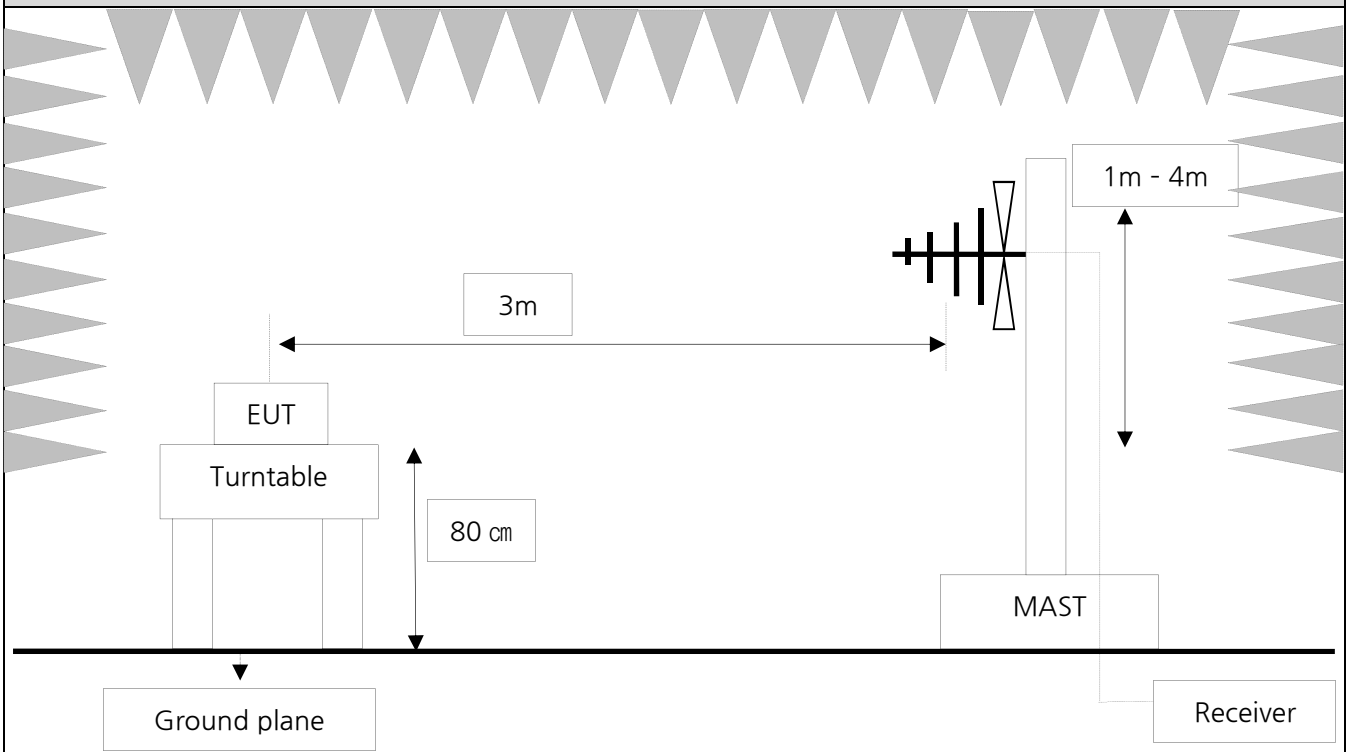 1m - 4m
3m
EUT
Turntable
80 ㎝
MAST
Ground plane
Receiver